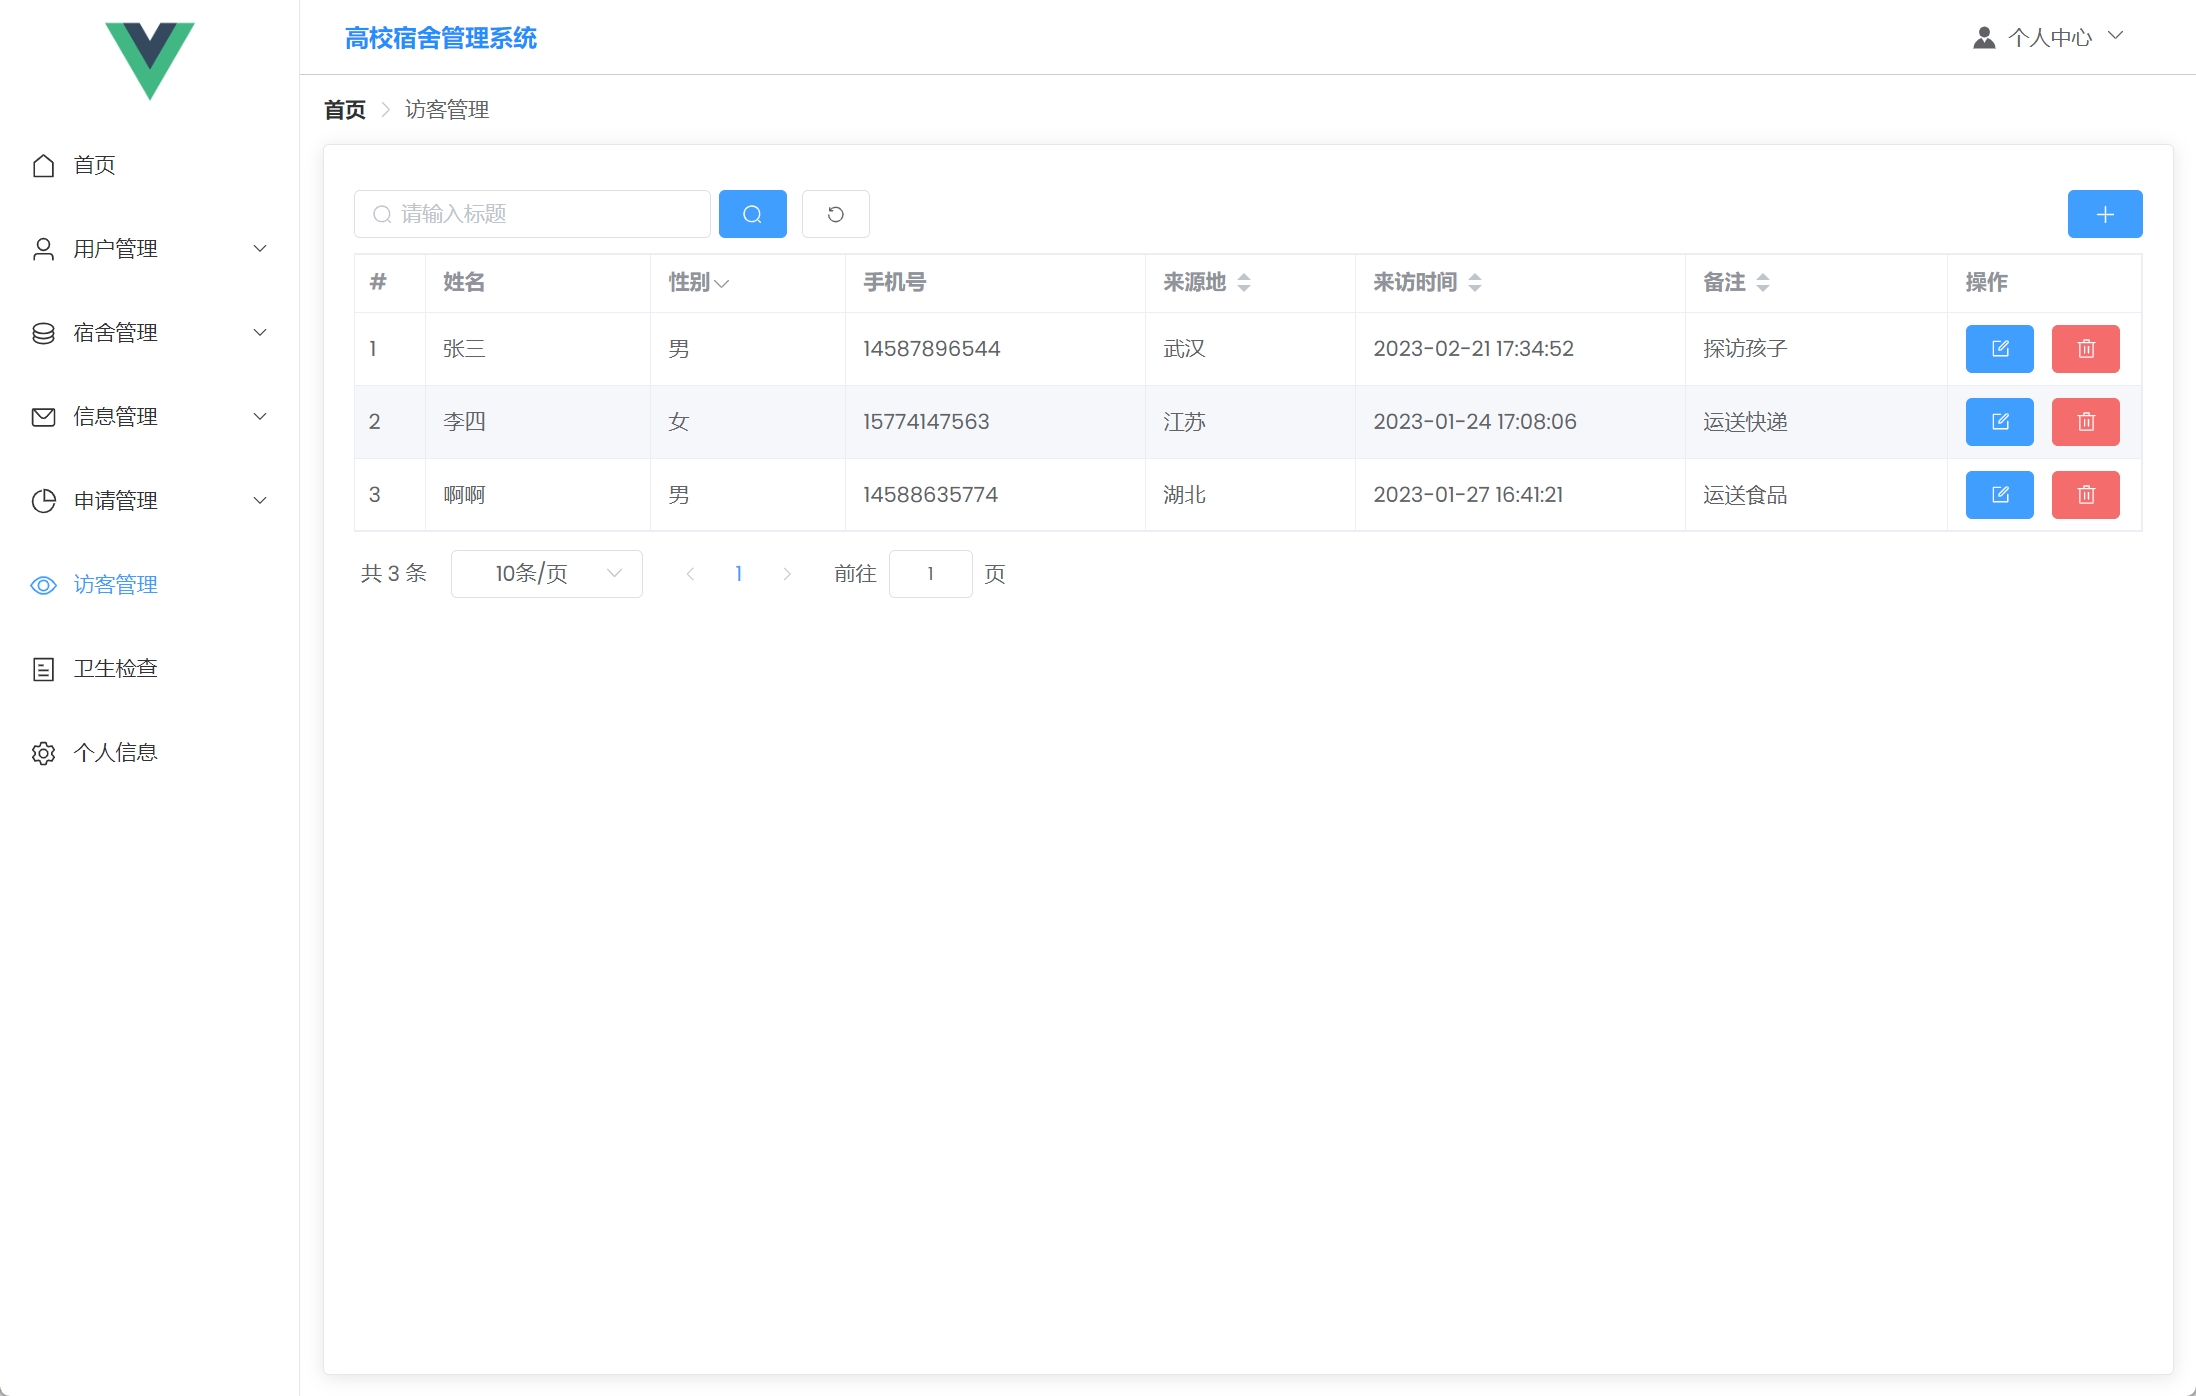 高校宿舍管理系统
个人中心
首页
用户管理
宿舍管理
信息管理
申请管理
访客管理
卫生检查
个人信息
首页 访客管理
请输入标题
# 姓名 性别 手机号 来源地 来访时间 备注 操作
1 张三 男 14587896544 武汉 2023-02-21 17:34:52 探访孩子
2 李四 女 15774147563 江苏 2023-01-24 17:08:06 运送快递
3 啊啊 男 14588635774 湖北 2023-01-27 16:41:21 运送食品
共 3 条 10条/页 1 前往 1 页